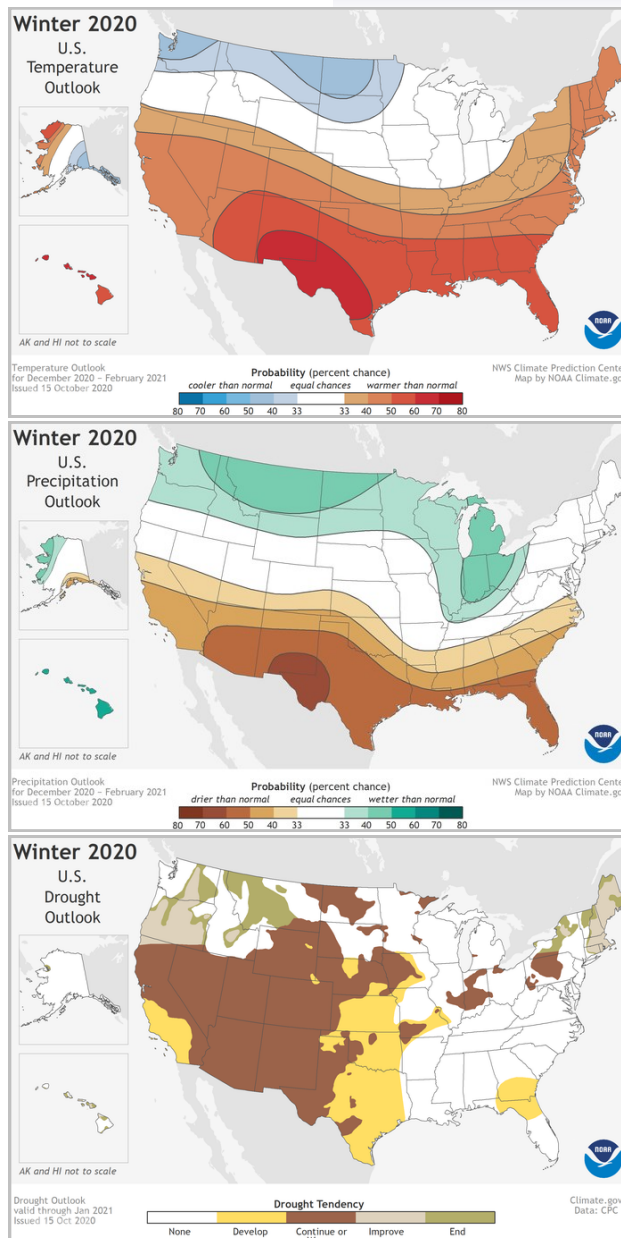 Winter 2020
U.S.
Temperature
Outlook
AK and HI not to scale
NOAA
Temperature Outlook
for December 2020 – February 2021
Issued 15 October 2020
Probability (percent chance)
cooler than normal equal chances warmer than normal
80 70 60 50 40 33 33 40 50 60 70 80
NWS Climate Prediction Cente
Map by NOAA Climate.go
Winter 2020
U.S.
Precipitation
Outlook
AK and HI not to scale
NOAA
Precipitation Outlook
for December 2020 – February 2021
Issued 15 October 2020
Probability (percent chance)
drier than normal equal chances wetter than normal
80 70 60 50 40 33 33 40 50 60 70 80
NWS Climate Prediction Cente
Map by NOAA Climate.go
Winter 2020
U.S.
Drought
Outlook
AK and HI not to scale
NOAA
Drought Outlook
valid through Jan 2021
Issued 15 Oct 2020
Drought Tendency
None Develop Continue or Improve End
Climate.gov
Data: CPC